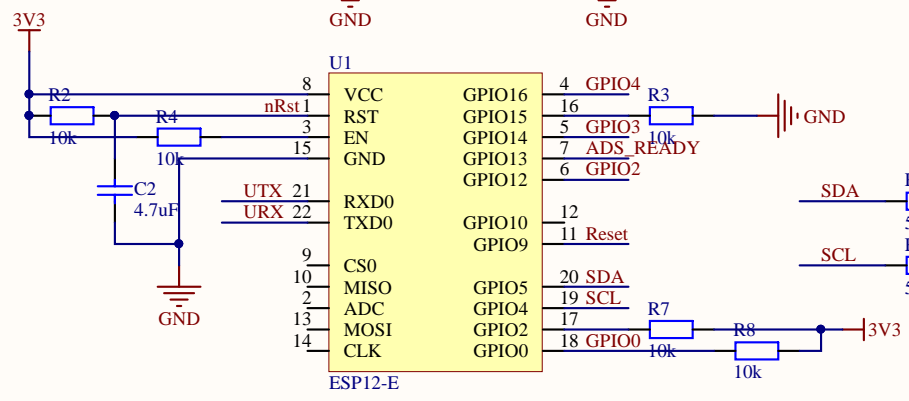 3V3
GND
GND
U1
R2
10k
nRst
R4
10k
8 VCC
1 RST
3 EN
15 GND
C2
4.7uF
UTX 21 RXD0
URX 22 TXD0
9 CS0
10 MISO
2 ADC
13 MOSI
14 CLK
GND
GPIO16 4 GPIO4
GPIO15 16
R3
10k
GND
GPIO14 5 GPIO3
GPIO13 7 ADS_READY
GPIO12 6 GPIO2
GPIO10 12
GPIO9 11 Reset
GPIO5 20 SDA
GPIO4 19 SCL
GPIO2 17
R7
10k
GPIO0 18 GPIO0
R8
10k
3V3
SDA
SCL
ESP12-E